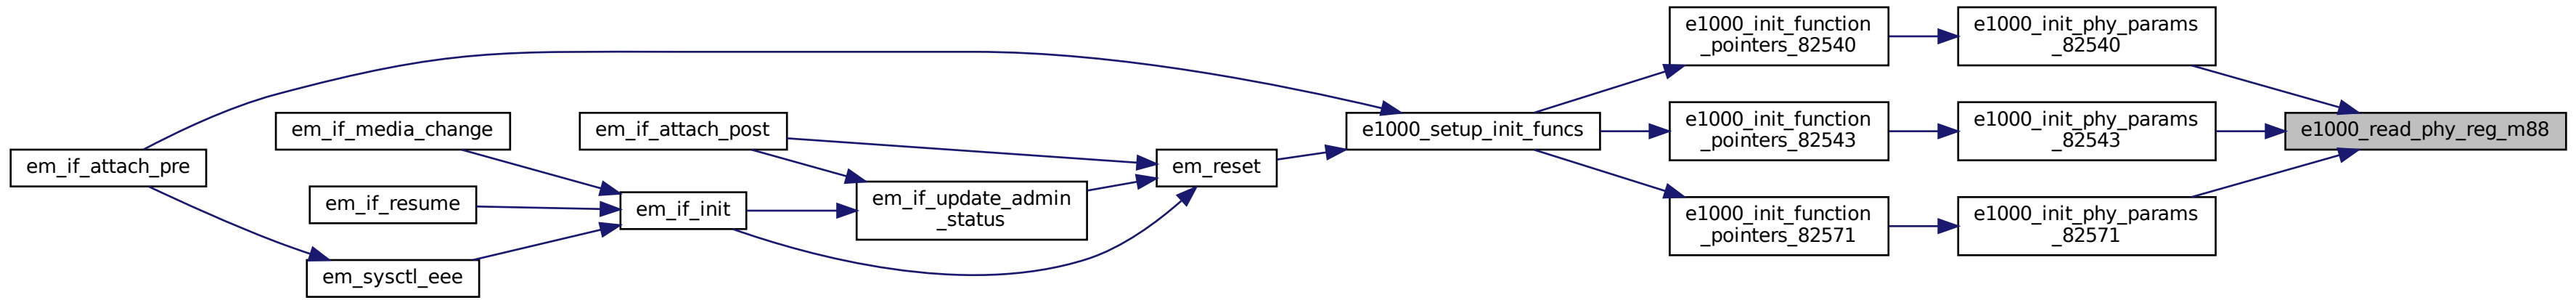 em_if_attach_pre
em_if_media_change
em_if_resume
em_sysctl_eee
em_if_attach_post
em_if_init
em_if_update_admin
_status
em_reset
e1000_setup_init_funcs
e1000_init_function
_pointers_82540
e1000_init_function
_pointers_82543
e1000_init_function
_pointers_82571
e1000_init_phy_params
_82540
e1000_init_phy_params
_82543
e1000_init_phy_params
_82571
e1000_read_phy_reg_m88